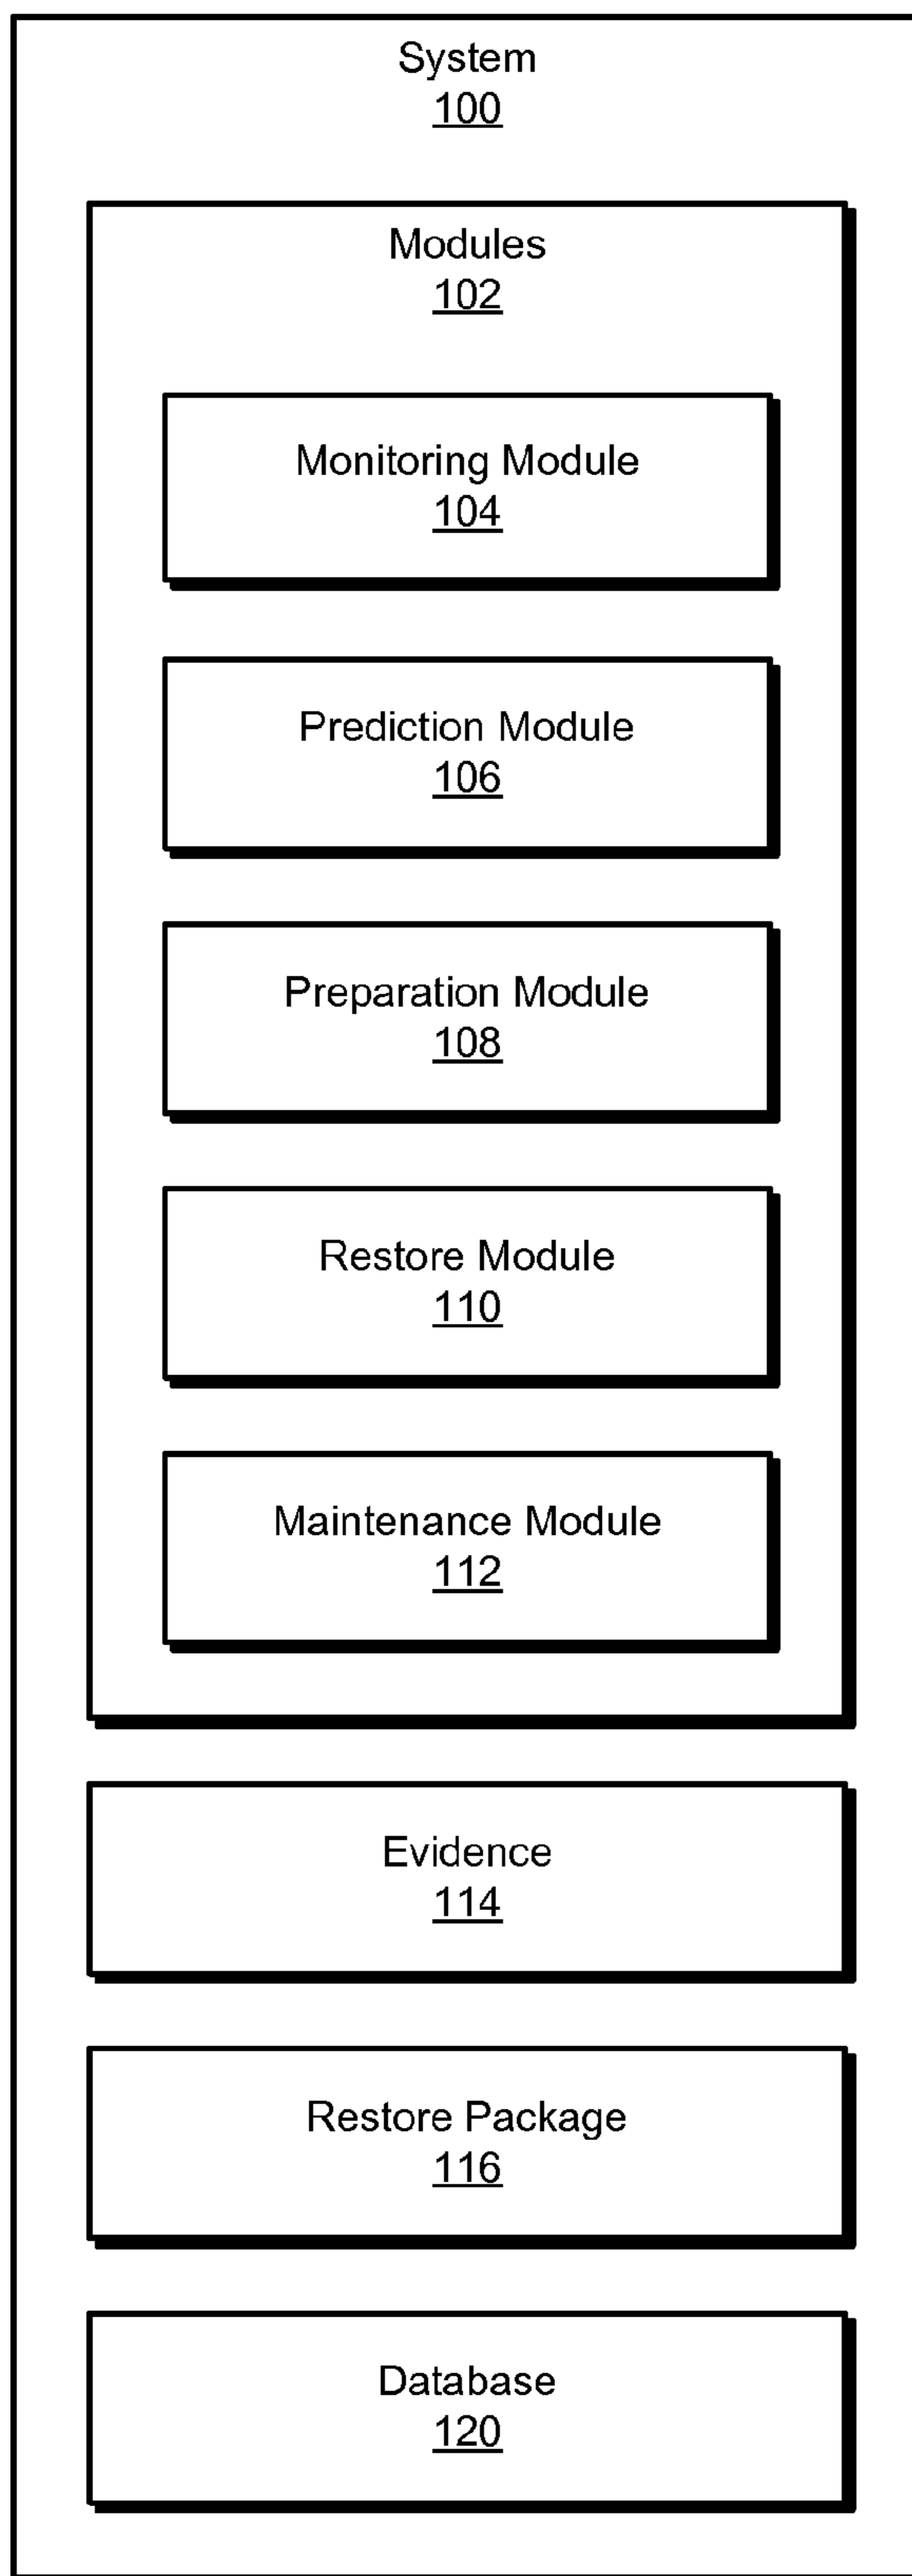 System
100
Modules
102
Monitoring Module
104
Prediction Module
106
Preparation Module
108
Restore Module
110
Maintenance Module
112
Evidence
114
Restore Package
116
Database
120